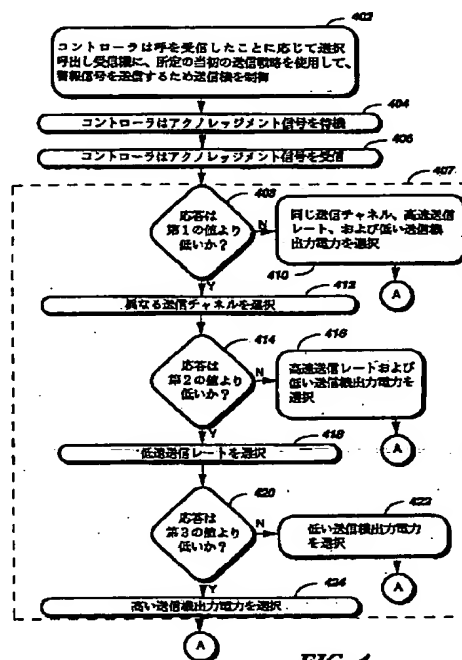 402
コントローラは呼を受信したことに応じて選択
呼出し受信機に、所定の当初の送信戦略を使用して、
警報信号を送信するため送信機を制御
404
コントローラはアクノレッジメント信号を待機
406
コントローラはアクノレッジメント信号を受信
407
408
応答は
第1の値より
低いか?
N
同じ送信チャネル、高速送信
レート、および低い送信機
出力電力を選択
410
A
Y
412
異なる送信チャネルを選択
414
応答は
第2の値より
低いか?
N
416
高速送信レートおよび
低い送信機出力電力を
選択
A
Y
418
低速送信レートを選択
420
応答は
第3の値より
低いか?
N
422
低い送信機出力電力
を選択
A
Y
424
高い送信機出力電力を選択
A